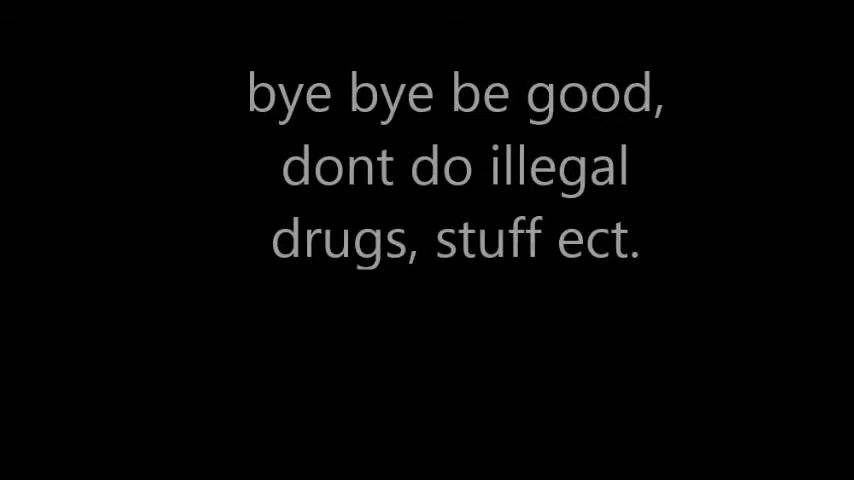 bye bye be good,
dont do illegal
drugs, stuff ect.